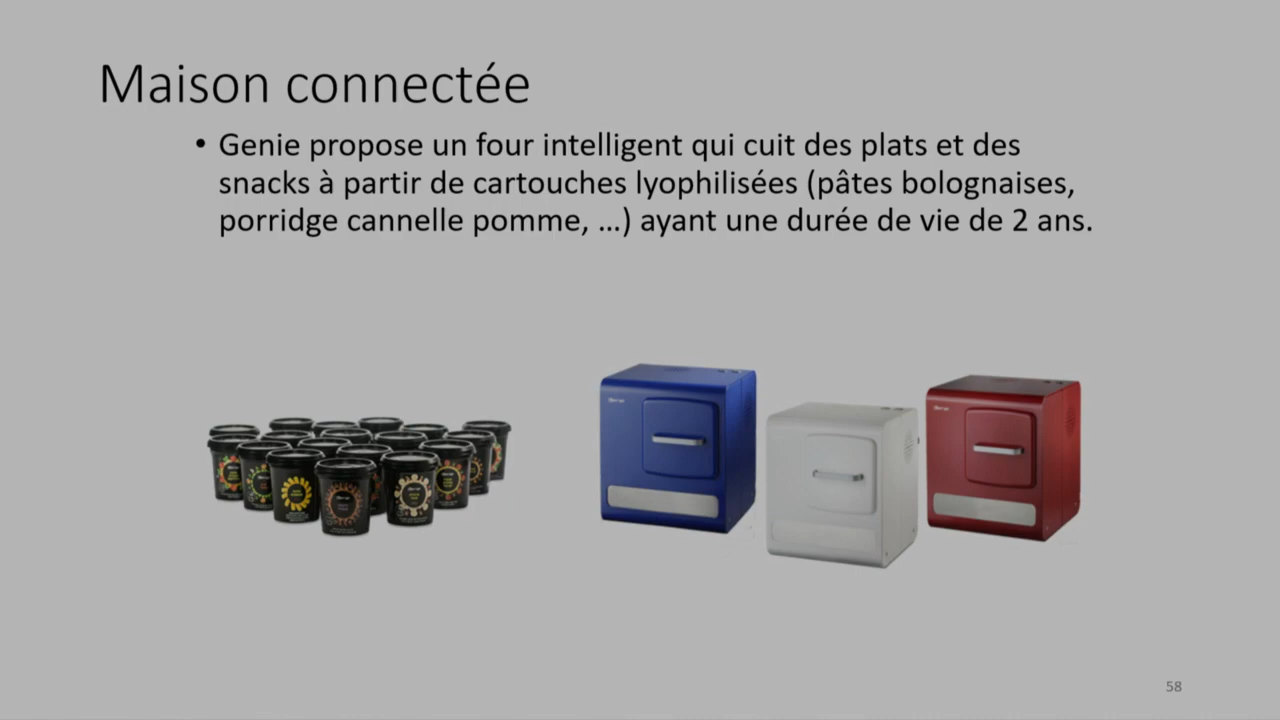 Maison connectée
• Genie propose un four intelligent qui cuit des plats et des
snacks à partir de cartouches lyophilisées (pâtes bolognaises,
porridge cannelle pomme, ...) ayant une durée de vie de 2 ans.
58